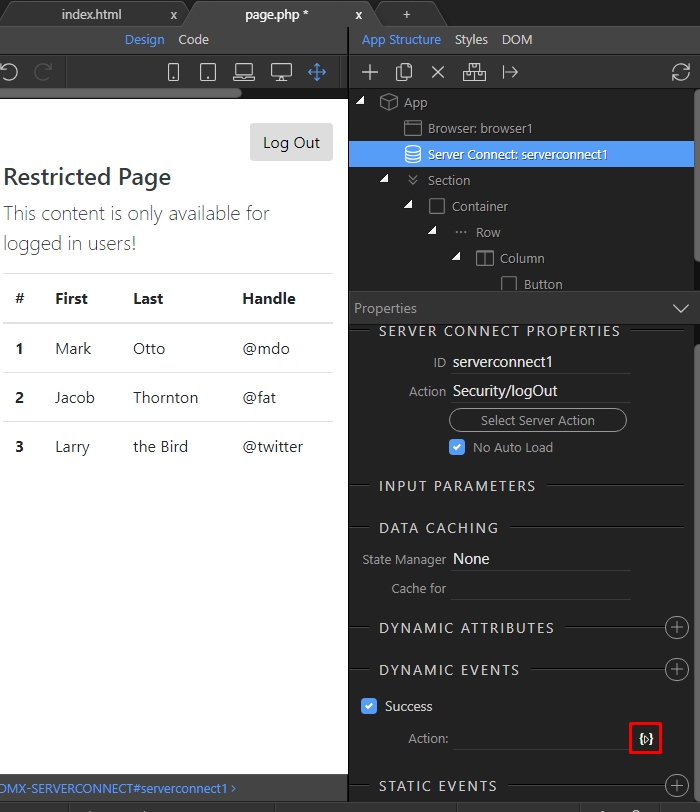 index.html x page.php * x +
Design Code
App Structure Styles DOM
App
Browser: browser1
Server Connect: serverconnect1
Section
Container
Row
Column
Button
Log Out
Restricted Page
This content is only available for
logged in users!
# First Last Handle
1 Mark Otto @mdo
2 Jacob Thornton @fat
3 Larry the Bird @twitter
Properties
SERVER CONNECT PROPERTIES
ID serverconnect1
Action Security/logOut
Select Server Action
No Auto Load
INPUT PARAMETERS
DATA CACHING
State Manager None
Cache for
DYNAMIC ATTRIBUTES
DYNAMIC EVENTS
Success
Action:
STATIC EVENTS
DMX-SERVERCONNECT#serverconnect1 ›